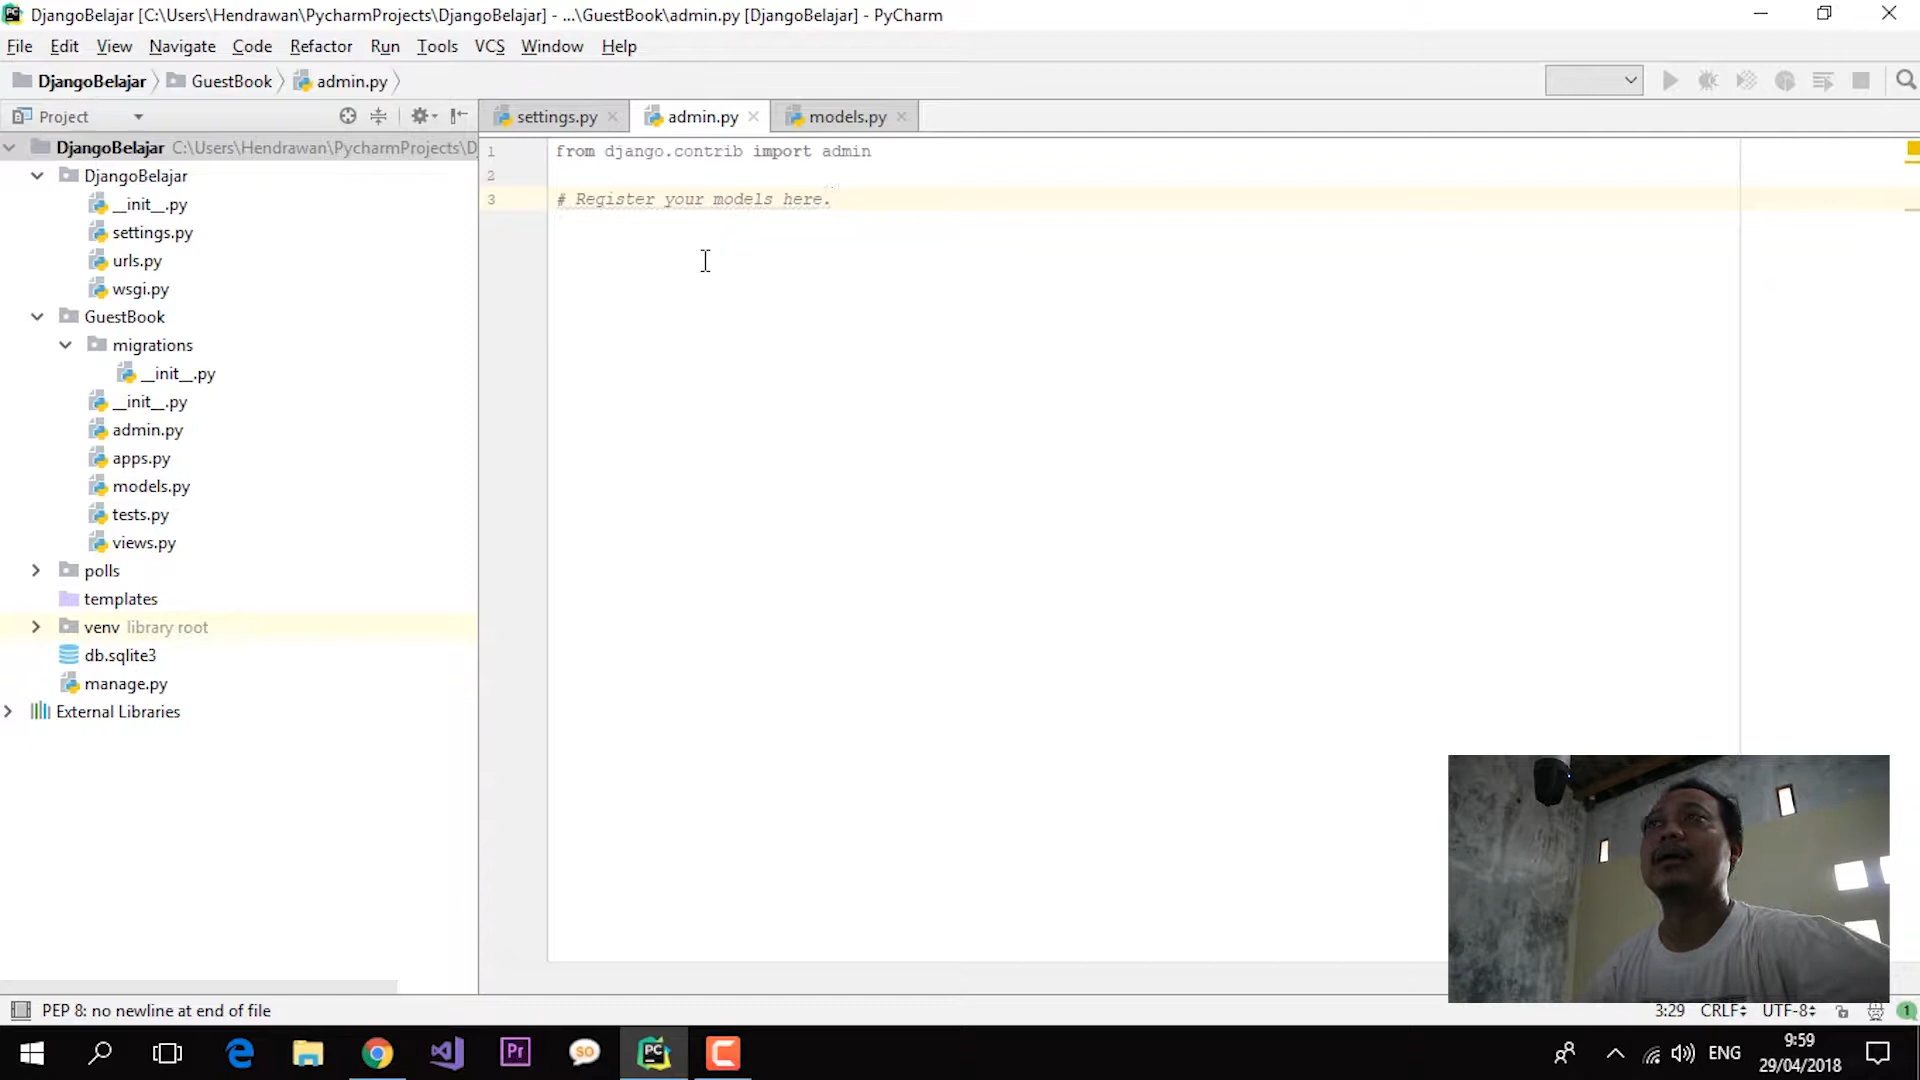 DjangoBelajar [C:\Users\Hendrawan\PycharmProjects\DjangoBelajar] - ...\GuestBook\admin.py [DjangoBelajar] - PyCharm
File Edit View Navigate Code Refactor Run Tools VCS Window Help
DjangoBelajar GuestBook admin.py
Project
settings.py admin.py models.py
DjangoBelajar C:\Users\Hendrawan\PycharmProjects\D
DjangoBelajar
__init__.py
settings.py
urls.py
wsgi.py
GuestBook
migrations
__init__.py
__init__.py
admin.py
apps.py
models.py
tests.py
views.py
polls
templates
venv library root
db.sqlite3
manage.py
External Libraries
1 from django.contrib import admin
2
3 # Register your models here.
PEP 8: no newline at end of file
3:29 CRLF UTF-8 1
PC Pr SO C
ENG
9:59
29/04/2018